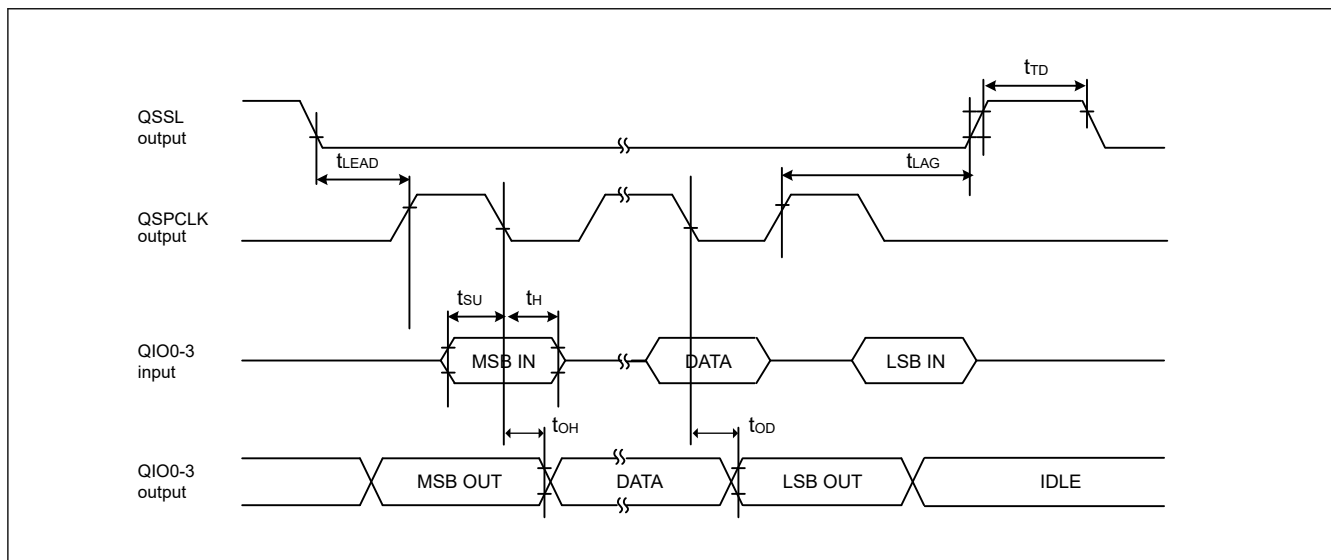 tTD
QSSL
output
tLEAD
tLAG
QSPCLK
output
tSU
tH
QIO0-3
input
MSB IN
DATA
LSB IN
tOH
tOD
QIO0-3
output
MSB OUT
DATA
LSB OUT
IDLE